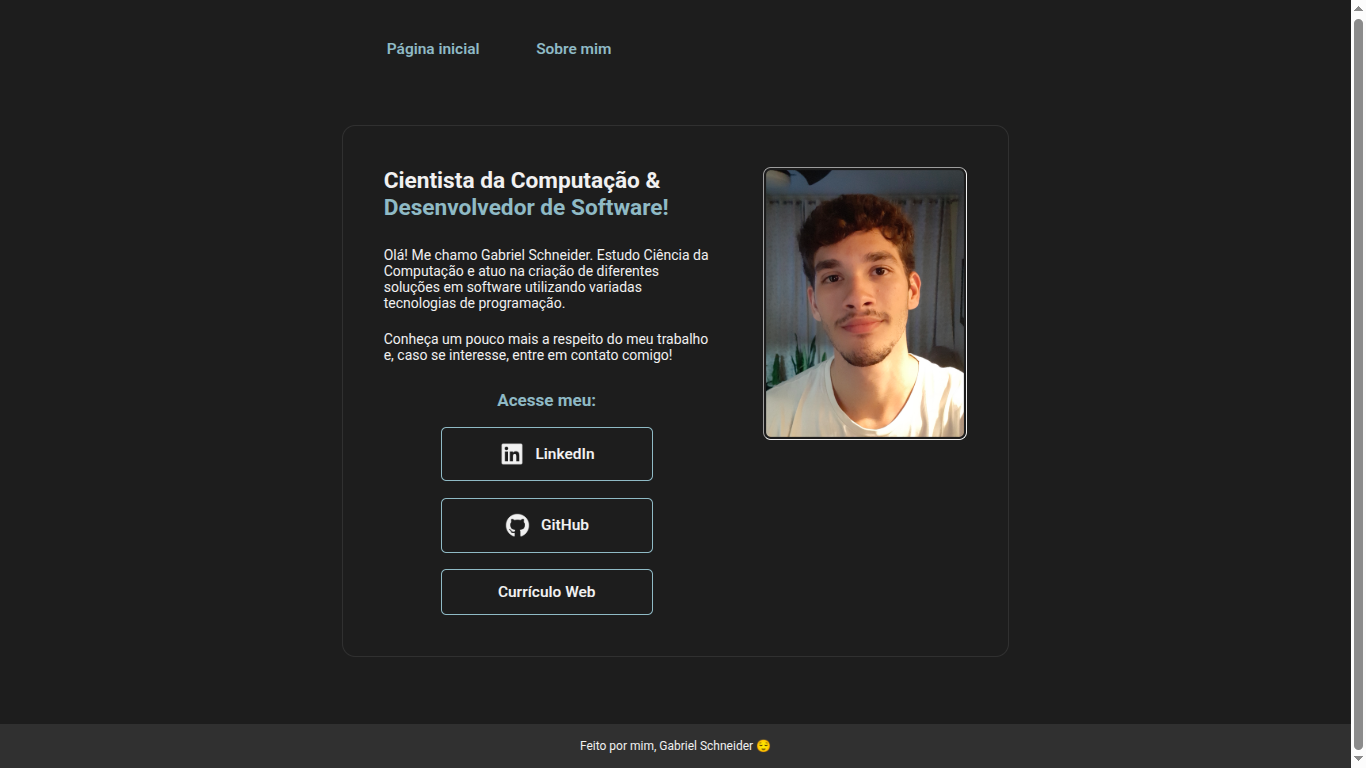 Página inicial
Sobre mim
Cientista da Computação &
Desenvolvedor de Software!
Olá! Me chamo Gabriel Schneider. Estudo Ciência da
Computação e atuo na criação de diferentes
soluções em software utilizando variadas
tecnologias de programação.
Conheça um pouco mais a respeito do meu trabalho
e, caso se interesse, entre em contato comigo!
Acesse meu:
LinkedIn
GitHub
Currículo Web
Feito por mim, Gabriel Schneider 😌